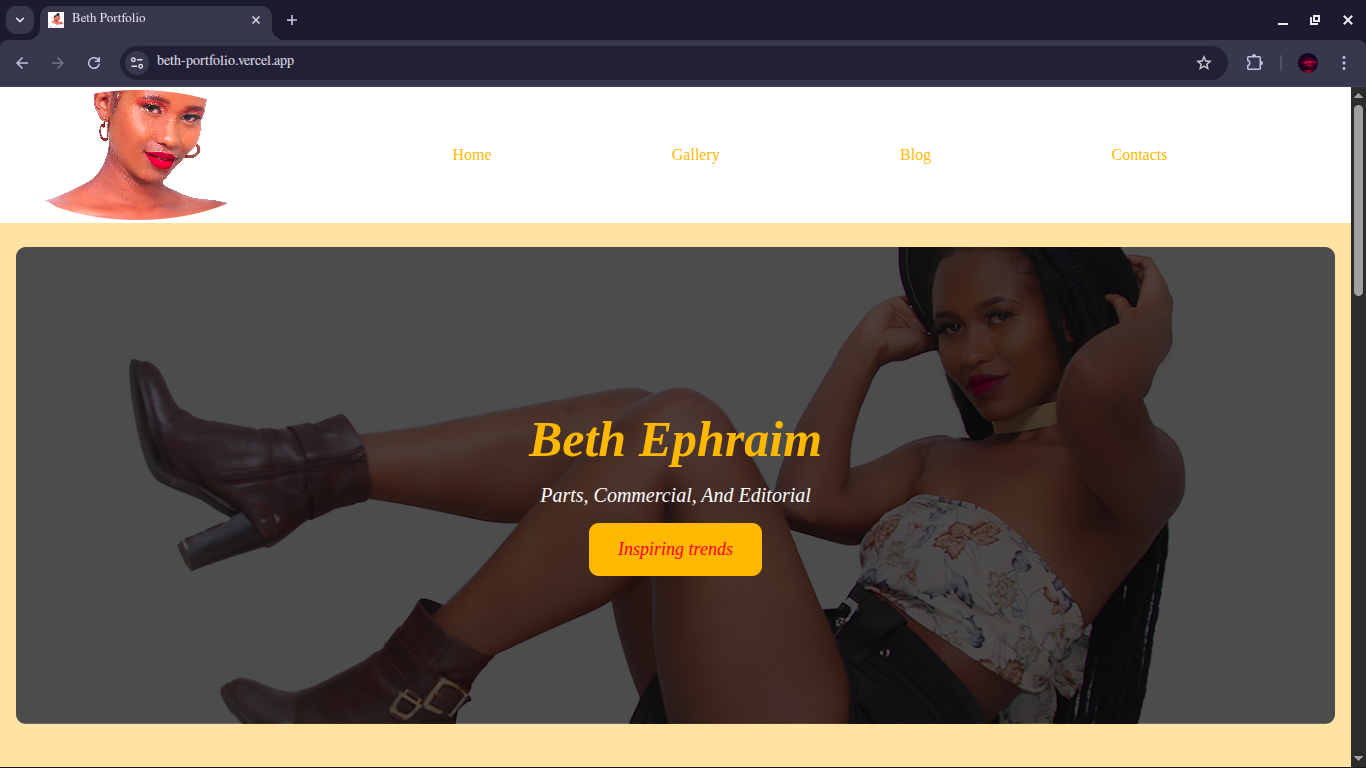 Beth Portfolio
beth-portfolio.vercel.app
Home Gallery Blog Contacts
Beth Ephraim
Parts, Commercial, And Editorial
Inspiring trends